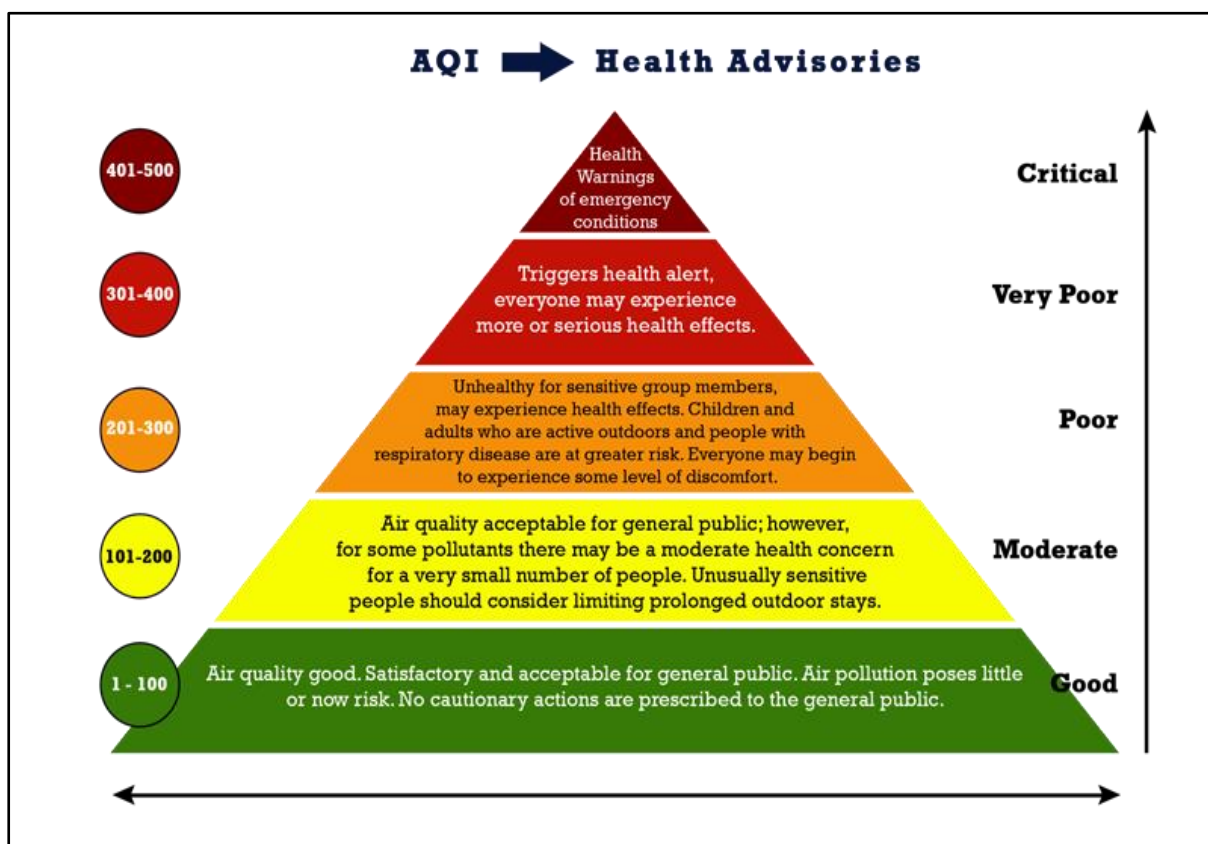 AQI Health Advisories
401-500
Health
Warnings
of emergency
conditions
Critical
301-400
Triggers health alert,
everyone may experience
more or serious health effects.
Very Poor
201-300
Unhealthy for sensitive group members,
may experience health effects. Children and
adults who are active outdoors and people with
respiratory disease are at greater risk. Everyone may begin
to experience some level of discomfort.
Poor
101-200
Air quality acceptable for general public; however,
for some pollutants there may be a moderate health concern
for a very small number of people. Unusually sensitive
people should consider limiting prolonged outdoor stays.
Moderate
1 - 100
Air quality good. Satisfactory and acceptable for general public. Air pollution poses little
or now risk. No cautionary actions are prescribed to the general public.
Good